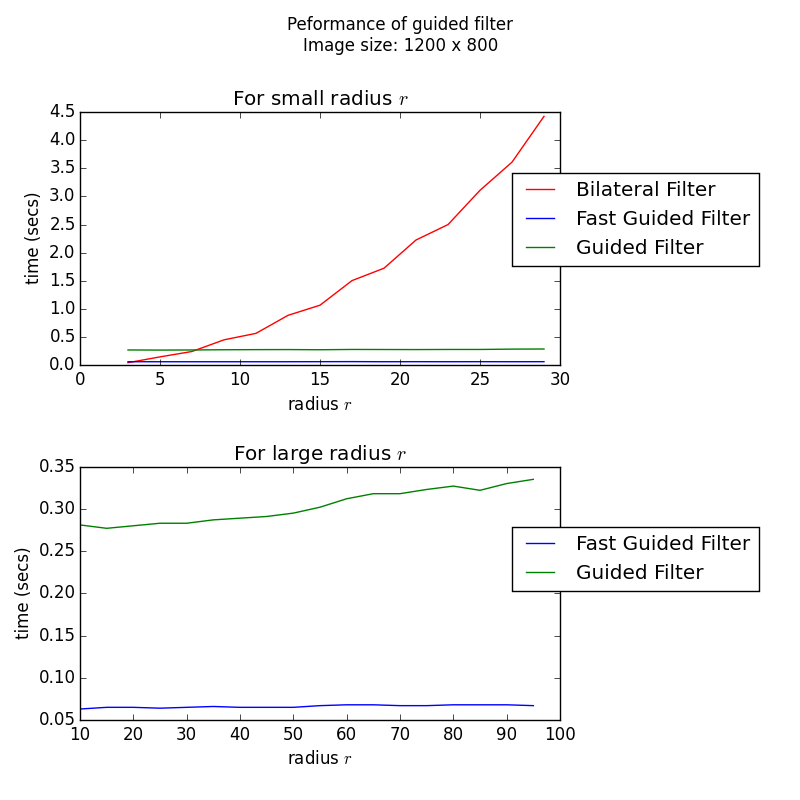 Peformance of guided filter
Image size: 1200 x 800
For small radius r
4.5
4.0
3.5
3.0
2.5
2.0
1.5
1.0
0.5
0.0
time (secs)
0 5 10 15 20 25 30
radius r
Bilateral Filter
Fast Guided Filter
Guided Filter
For large radius r
0.35
0.30
0.25
0.20
0.15
0.10
0.05
time (secs)
10 20 30 40 50 60 70 80 90 100
radius r
Fast Guided Filter
Guided Filter